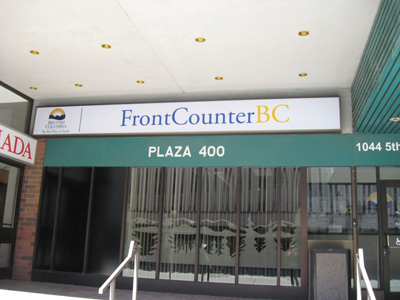 BRITISH
COLUMBIA
FrontCounterBC
ADA
PLAZA 400
1044 5th